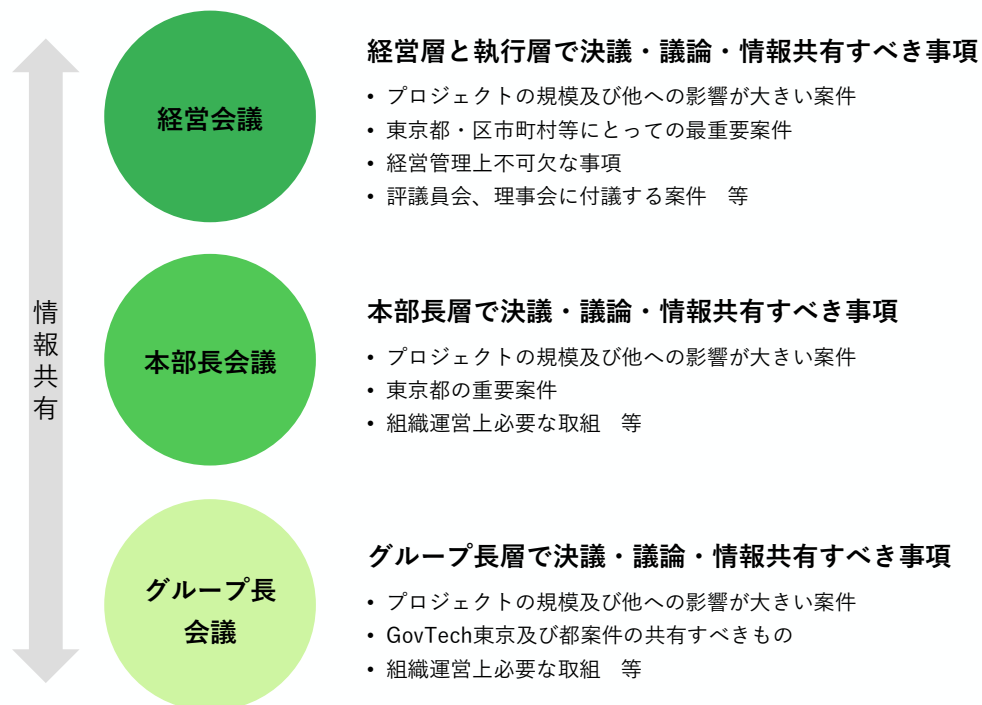 経営会議
経営層と執行層で決議・議論・情報共有すべき事項
• プロジェクトの規模及び他への影響が大きい案件
• 東京都・区市町村等にとっての最重要案件
• 経営管理上不可欠な事項
• 評議員会、理事会に付議する案件　等
情報共有
本部長会議
本部長層で決議・議論・情報共有すべき事項
• プロジェクトの規模及び他への影響が大きい案件
• 東京都の重要案件
• 組織運営上必要な取組　等
グループ長
会議
グループ長層で決議・議論・情報共有すべき事項
• プロジェクトの規模及び他への影響が大きい案件
• GovTech東京及び都案件の共有すべきもの
• 組織運営上必要な取組　等